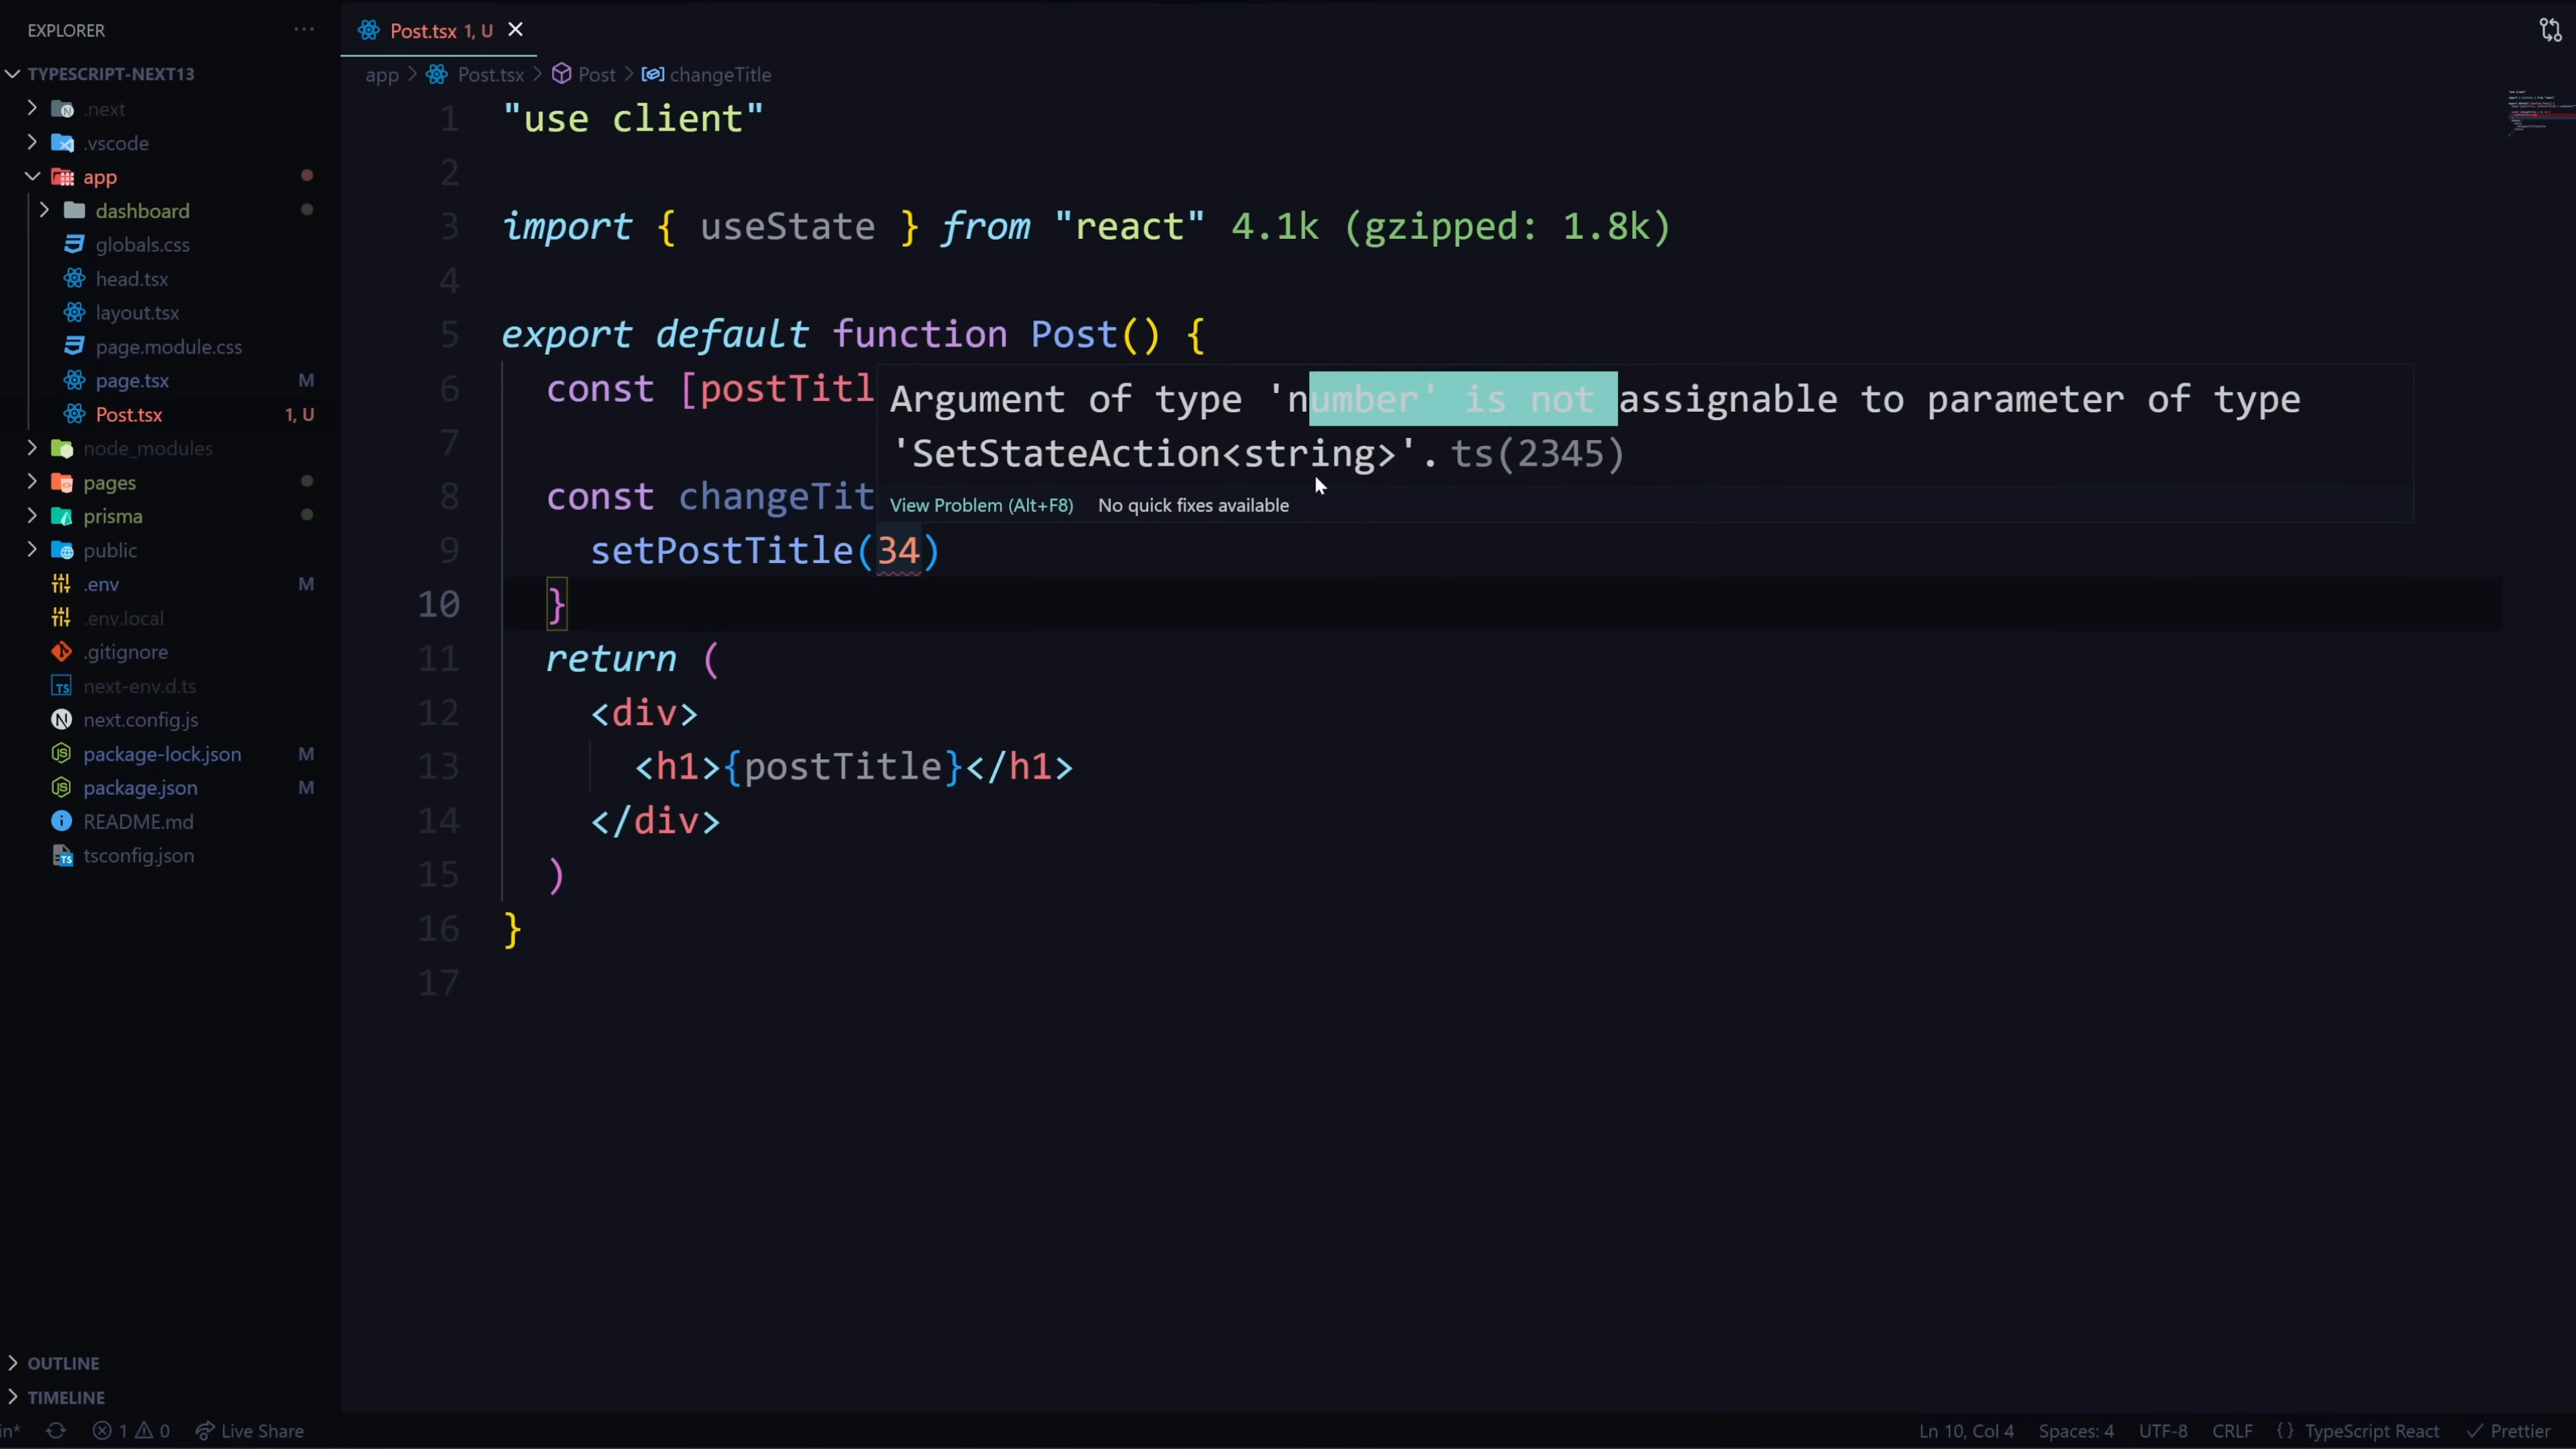 EXPLORER
TYPESCRIPT-NEXT13
.next
.vscode
app
dashboard
globals.css
head.tsx
layout.tsx
page.module.css
page.tsx M
Post.tsx 1, U
node_modules
pages
prisma
public
.env M
.env.local
.gitignore
next-env.d.ts
next.config.js
package-lock.json M
package.json M
README.md
tsconfig.json
OUTLINE
TIMELINE
Post.tsx 1, U
app > Post.tsx > Post > changeTitle
1 "use client"
2
3 import { useState } from "react" 4.1k (gzipped: 1.8k)
4
5 export default function Post() {
6 const [postTitl
Argument of type 'number' is not assignable to parameter of type
7
'SetStateAction<string>'. ts(2345)
8 const changeTit
View Problem (Alt+F8) No quick fixes available
9 setPostTitle(34)
10 }
11 return (
12 <div>
13 <h1>{postTitle}</h1>
14 </div>
15 )
16 }
17
in* 1 0 Live Share Ln 10, Col 4 Spaces: 4 UTF-8 CRLF {} TypeScript React Prettier